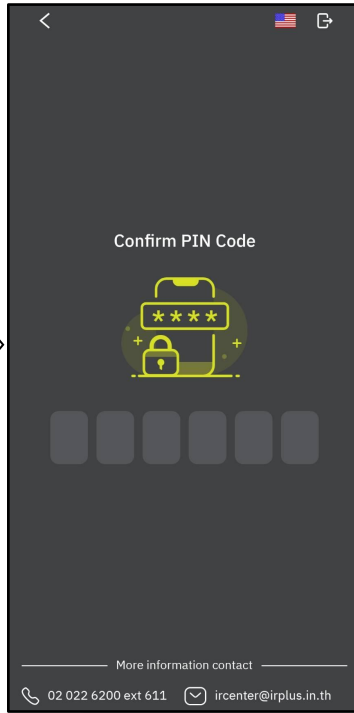 Confirm PIN Code
****
More information contact
02 022 6200 ext 611 ircenter@irplus.in.th